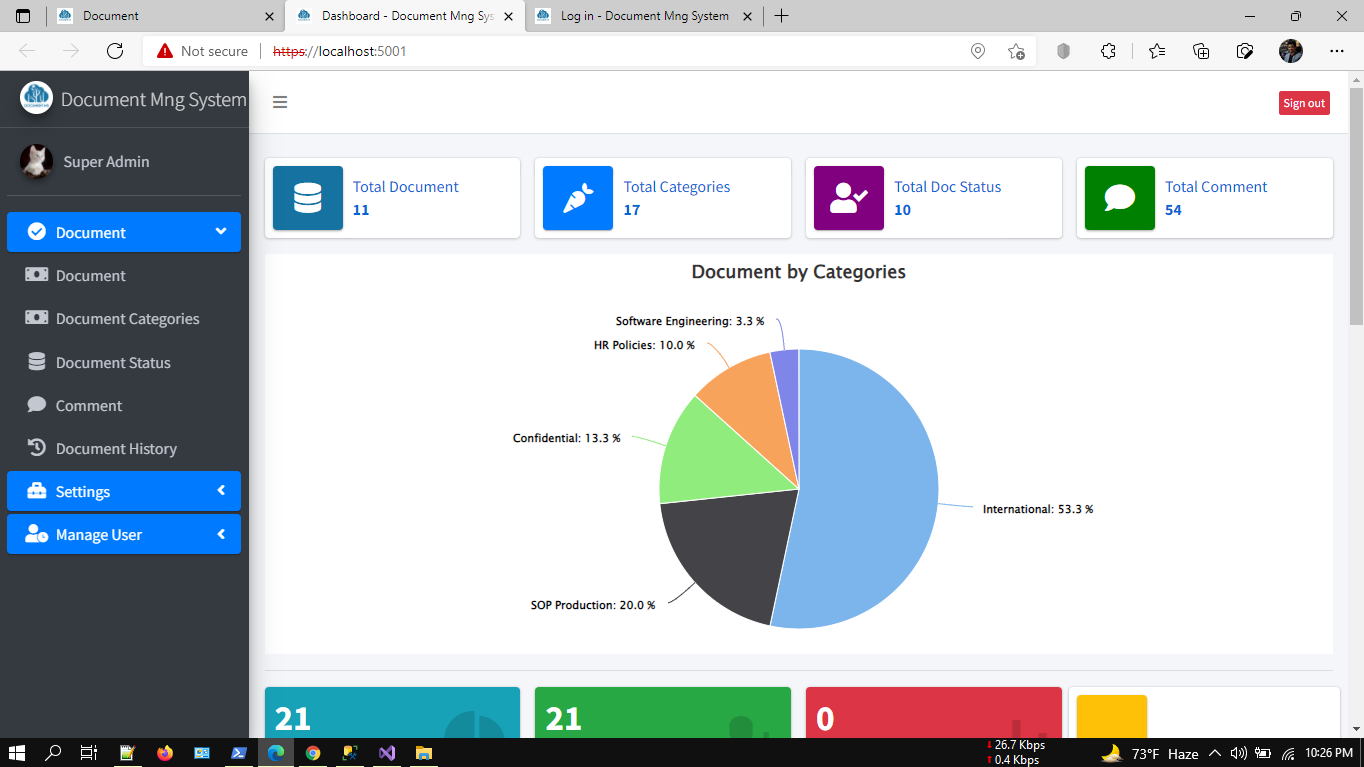 Document
Dashboard - Document Mng Sys
Log in - Document Mng System
Not secure
https://localhost:5001
Document Mng System
Sign out
Super Admin
Document
Document
Document Categories
Document Status
Comment
Document History
Settings
Manage User
Total Document
11
Total Categories
17
Total Doc Status
10
Total Comment
54
Document by Categories
Software Engineering: 3.3 %
HR Policies: 10.0 %
Confidential: 13.3 %
International: 53.3 %
SOP Production: 20.0 %
21
21
0
26.7 Kbps
0.4 Kbps
73°F Haze
10:26 PM